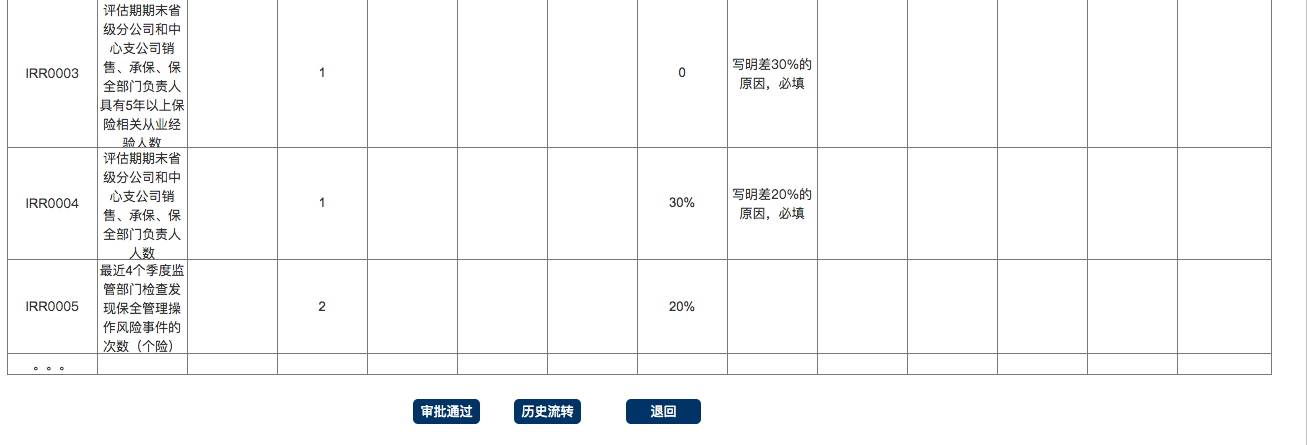 IRR0003
评估期期末省
级分公司和中
心支公司销
售、承保、保
全部门负责人
具有5年以上保
险相关从业经
验人数
1
0
写明差30%的
原因，必填
IRR0004
评估期期末省
级分公司和中
心支公司销
售、承保、保
全部门负责人
人数
1
30%
写明差20%的
原因，必填
IRR0005
最近4个季度监
管部门检查发
现保全管理操
作风险事件的
次数（个险）
2
20%
。。。
审批通过
历史流转
退回